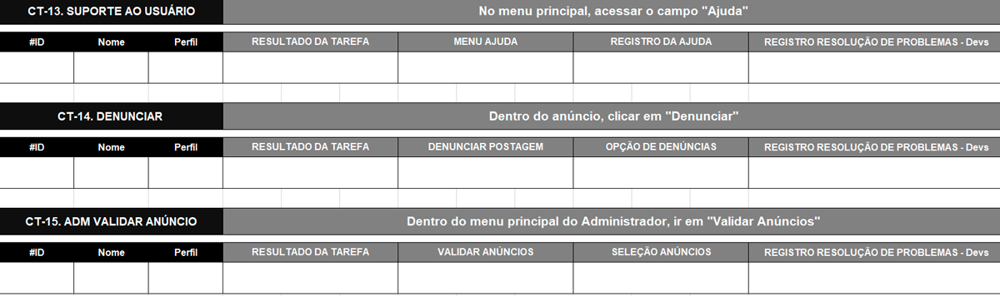 CT-13. SUPORTE AO USUÁRIO No menu principal, acessar o campo "Ajuda"
#ID Nome Perfil RESULTADO DA TAREFA MENU AJUDA REGISTRO DA AJUDA REGISTRO RESOLUÇÃO DE PROBLEMAS - Devs
CT-14. DENUNCIAR Dentro do anúncio, clicar em "Denunciar"
#ID Nome Perfil RESULTADO DA TAREFA DENUNCIAR POSTAGEM OPÇÃO DE DENÚNCIAS REGISTRO RESOLUÇÃO DE PROBLEMAS - Devs
CT-15. ADM VALIDAR ANÚNCIO Dentro do menu principal do Administrador, ir em "Validar Anúncios"
#ID Nome Perfil RESULTADO DA TAREFA VALIDAR ANÚNCIOS SELEÇÃO ANÚNCIOS REGISTRO RESOLUÇÃO DE PROBLEMAS - Devs